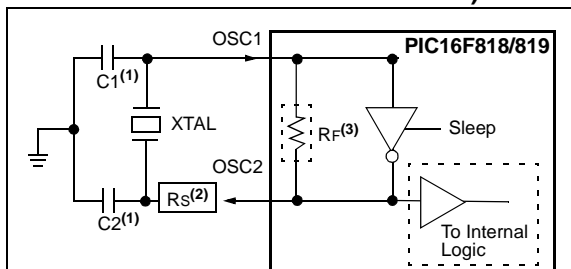 OSC1
PIC16F818/819
C1(1)
XTAL
RF(3)
Sleep
OSC2
RS(2)
C2(1)
To Internal
Logic